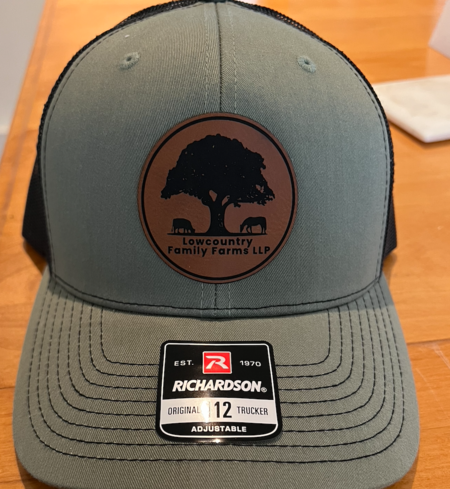 Lowcountry
Family Farms LLP
EST. R 1970
RICHARDSON®
ORIGINAL 112 TRUCKER
ADJUSTABLE